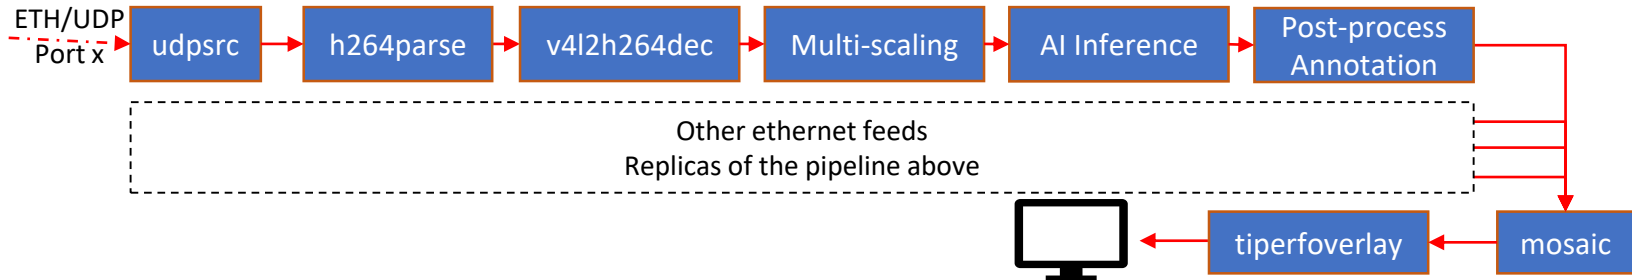 ETH/UDP
Port x
udpsrc
h264parse
v4l2h264dec
Multi-scaling
AI Inference
Post-process
Annotation
Other ethernet feeds
Replicas of the pipeline above
tiperfoverlay
mosaic